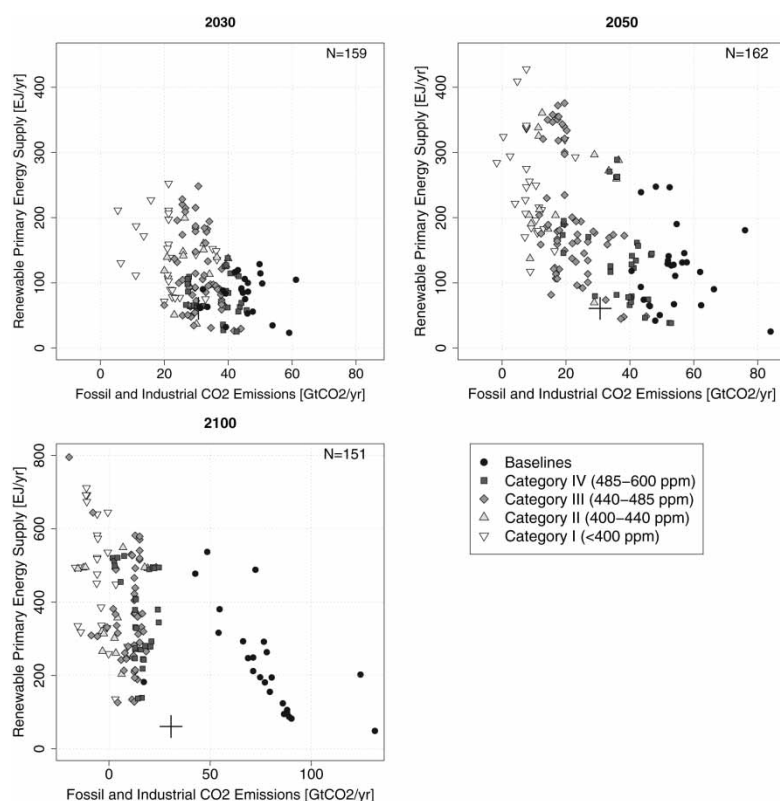 2030
N=159
Renewable Primary Energy Supply [EJ/yr]
400
300
200
100
0
0 20 40 60 80
Fossil and Industrial CO2 Emissions [GtCO2/yr]
2050
N=162
Renewable Primary Energy Supply [EJ/yr]
400
300
200
100
0
0 20 40 60 80
Fossil and Industrial CO2 Emissions [GtCO2/yr]
2100
N=151
Renewable Primary Energy Supply [EJ/yr]
800
600
400
200
0
0 50 100
Fossil and Industrial CO2 Emissions [GtCO2/yr]
Baselines
Category IV (485–600 ppm)
Category III (440–485 ppm)
Category II (400–440 ppm)
Category I (<400 ppm)